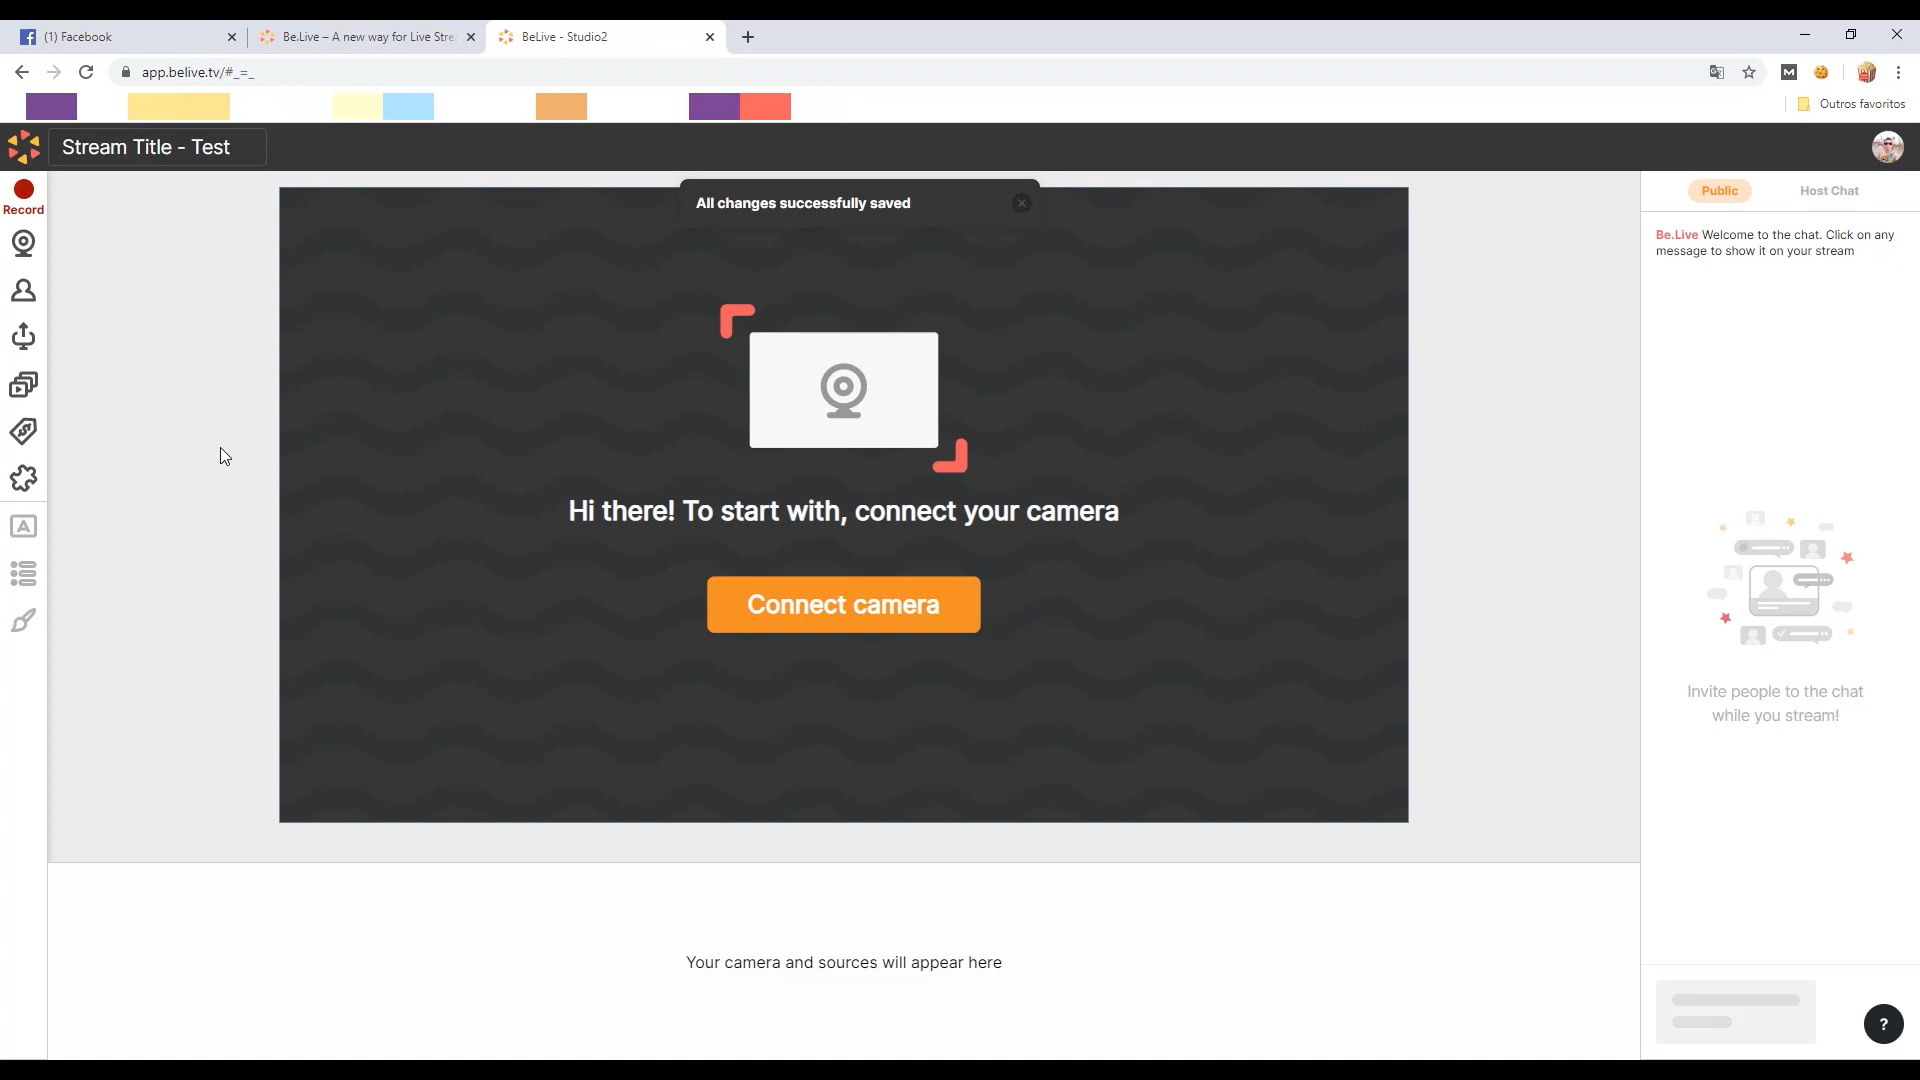 (1) Facebook
Be.Live – A new way for Live Stre
BeLive - Studio2
app.belive.tv/#_=_
M
Outros favoritos
Stream Title - Test
Record
All changes successfully saved
Public
Host Chat
Be.Live Welcome to the chat. Click on any
message to show it on your stream
Hi there! To start with, connect your camera
Connect camera
A
Invite people to the chat
while you stream!
Your camera and sources will appear here
?